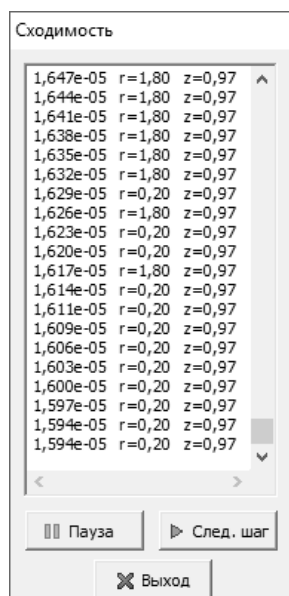 Сходимость
1,647e-05 r=1,80 z=0,97
1,644e-05 r=1,80 z=0,97
1,641e-05 r=1,80 z=0,97
1,638e-05 r=1,80 z=0,97
1,635e-05 r=1,80 z=0,97
1,632e-05 r=1,80 z=0,97
1,629e-05 r=0,20 z=0,97
1,626e-05 r=1,80 z=0,97
1,623e-05 r=0,20 z=0,97
1,620e-05 r=0,20 z=0,97
1,617e-05 r=1,80 z=0,97
1,614e-05 r=0,20 z=0,97
1,611e-05 r=0,20 z=0,97
1,609e-05 r=0,20 z=0,97
1,606e-05 r=0,20 z=0,97
1,603e-05 r=0,20 z=0,97
1,600e-05 r=0,20 z=0,97
1,597e-05 r=0,20 z=0,97
1,594e-05 r=0,20 z=0,97
1,594e-05 r=0,20 z=0,97
Пауза След. шаг
Выход